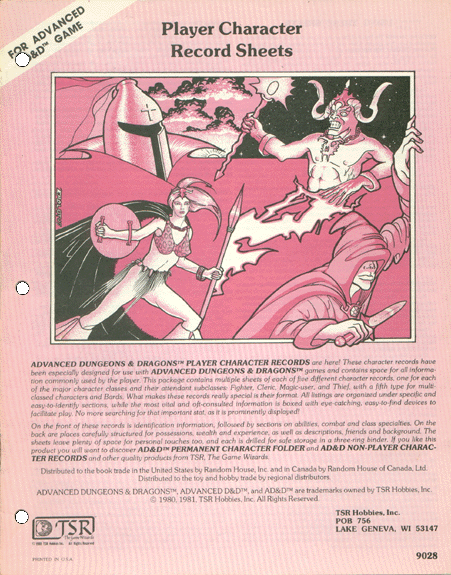 FOR ADVANCED
D&D™ GAME
Player Character
Record Sheets
ADVANCED DUNGEONS & DRAGONS™ PLAYER CHARACTER RECORDS are here! These character records have
been especially designed for use with ADVANCED DUNGEONS & DRAGONS™ games and contains space for all informa-
tion commonly used by the player. This package contains multiple sheets of each of five different character records, one for each
of the major character classes and their attendant subclasses: Fighter, Cleric, Magic-user, and Thief, with a fifth type for multi-
classed characters and Bards. What makes these records really special is their format. All listings are organized under specific and
easy-to-identify sections, while the most vital and oft-consulted information is boxed with eye-catching, easy-to-find devices to
facilitate play. No more searching for that important stat, as it is prominently displayed!
On the front of these records is identification information, followed by sections on abilities, combat and class specialties. On the
back are places carefully structured for possessions, wealth and experience, as well as descriptions, friends and background. The
sheets leave plenty of space for personal touches too, and each is drilled for safe storage in a three-ring binder. If you like this
product you will want to discover AD&D™ PERMANENT CHARACTER FOLDER and AD&D NON-PLAYER CHARAC-
TER RECORDS and other quality products from TSR, The Game Wizards.
Distributed to the book trade in the United States by Random House, Inc. and in Canada by Random House of Canada, Ltd.
Distributed to the toy and hobby trade by regional distributors.
ADVANCED DUNGEONS & DRAGONS™, ADVANCED D&D™, and AD&D™ are trademarks owned by TSR Hobbies, Inc.
© 1980, 1981, TSR Hobbies, Inc. All Rights Reserved.
TSR
The Game Wizards
TSR Hobbies, Inc.
POB 756
LAKE GENEVA, WI 53147
PRINTED IN U.S.A.
9028